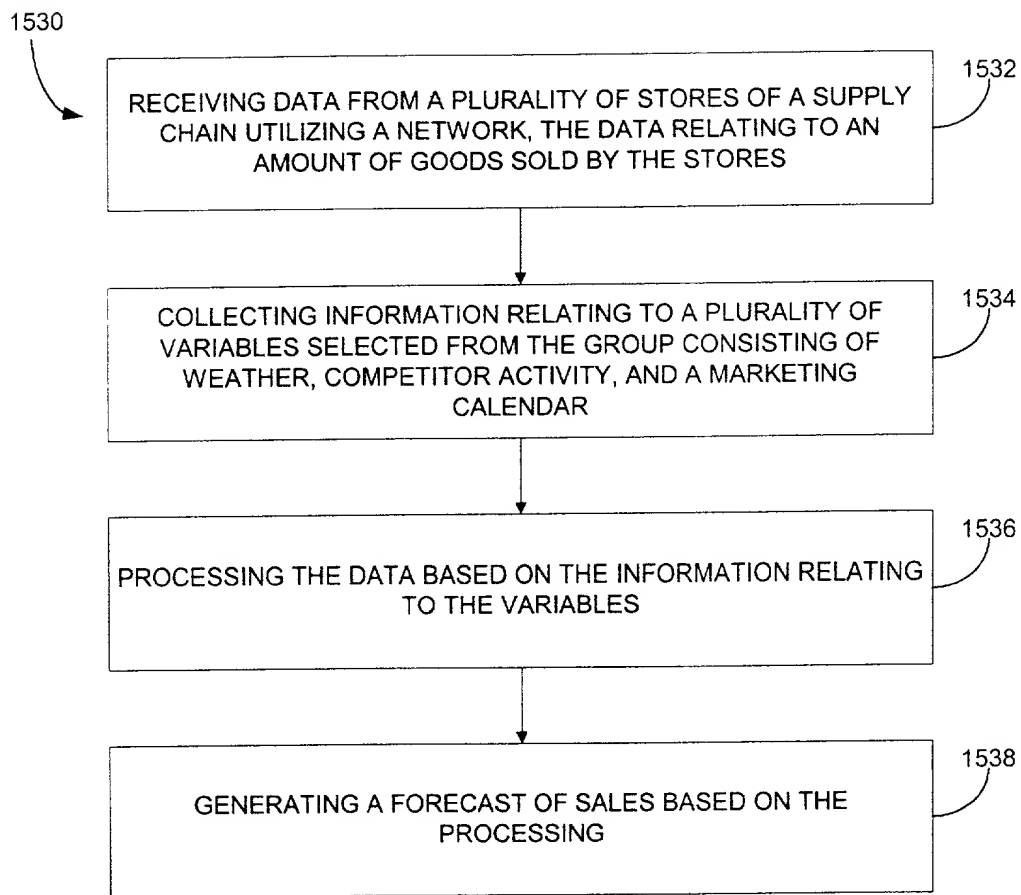 1530
1532
RECEIVING DATA FROM A PLURALITY OF STORES OF A SUPPLY
CHAIN UTILIZING A NETWORK, THE DATA RELATING TO AN
AMOUNT OF GOODS SOLD BY THE STORES
1534
COLLECTING INFORMATION RELATING TO A PLURALITY OF
VARIABLES SELECTED FROM THE GROUP CONSISTING OF
WEATHER, COMPETITOR ACTIVITY, AND A MARKETING
CALENDAR
1536
PROCESSING THE DATA BASED ON THE INFORMATION RELATING
TO THE VARIABLES
1538
GENERATING A FORECAST OF SALES BASED ON THE
PROCESSING